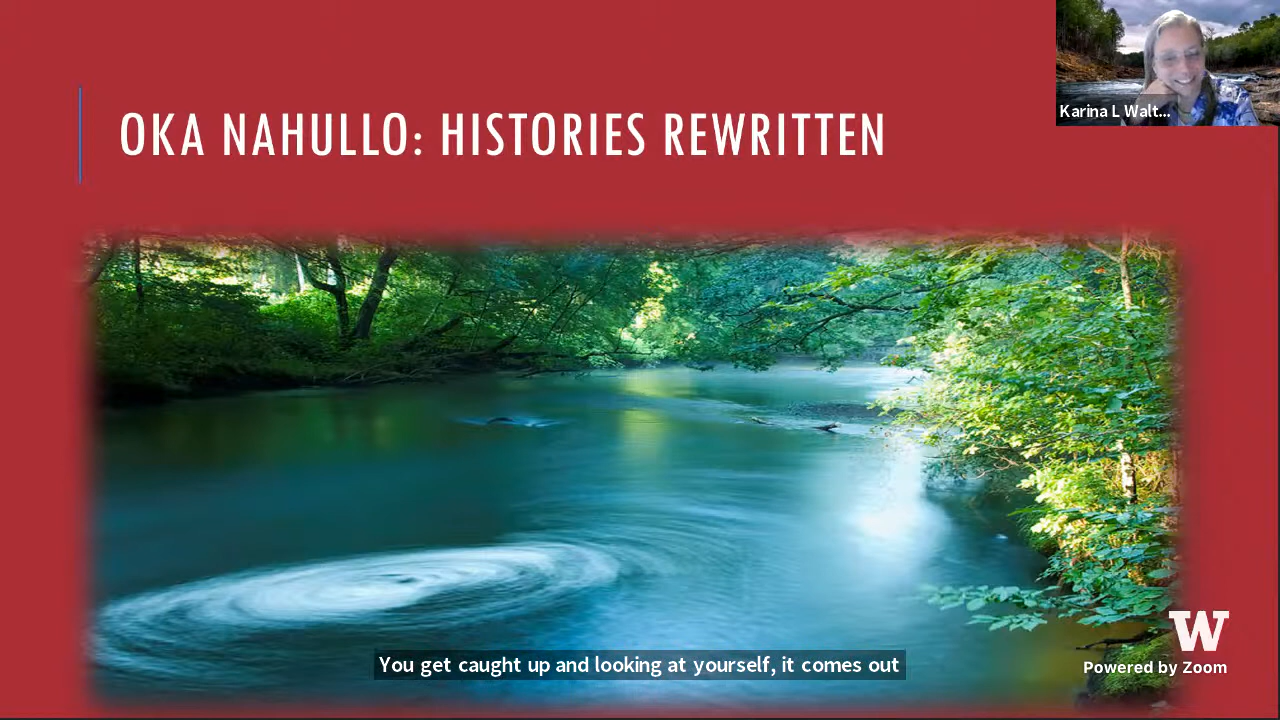 Karina L Walt...
OKA NAHULLO: HISTORIES REWRITTEN
You get caught up and looking at yourself, it comes out
W
Powered by Zoom